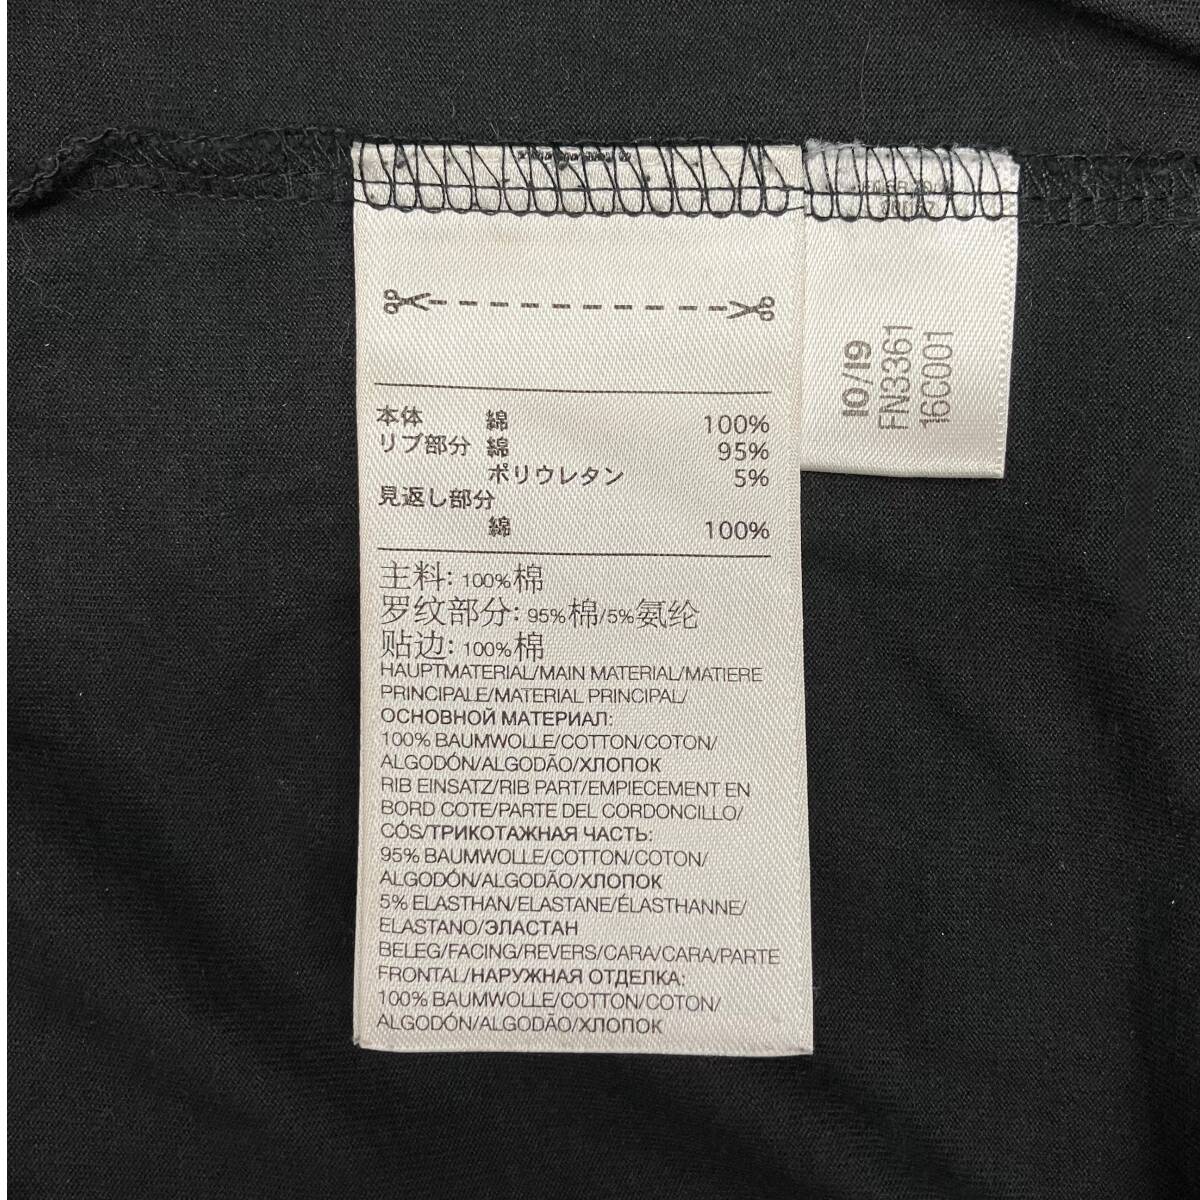 本体 綿 100%
リブ部分 綿 95%
ポリウレタン 5%
見返し部分
綿 100%
主料: 100%棉
罗纹部分: 95%棉/5%氨纶
贴边: 100%棉
HAUPTMATERIAL/MAIN MATERIAL/MATIERE
PRINCIPALE/MATERIAL PRINCIPAL/
ОСНОВНОЙ МАТЕРИАЛ:
100% BAUMWOLLE/COTTON/COTON/
ALGODÓN/ALGODÃO/ХЛОПОК
RIB EINSATZ/RIB PART/EMPIECEMENT EN
BORD COTE/PARTE DEL CORDONCILLO/
CÓS/ТРИКОТАЖНАЯ ЧАСТЬ:
95% BAUMWOLLE/COTTON/COTON/
ALGODÓN/ALGODÃO/ХЛОПОК
5% ELASTHAN/ELASTANE/ÉLASTHANNE/
ELASTANO/ЭЛАСТАН
BELEG/FACING/REVERS/CARA/CARA/PARTE
FRONTAL/НАРУЖНАЯ ОТДЕЛКА:
100% BAUMWOLLE/COTTON/COTON/
ALGODÓN/ALGODÃO/ХЛОПОК
10/19
FN3361
16C001